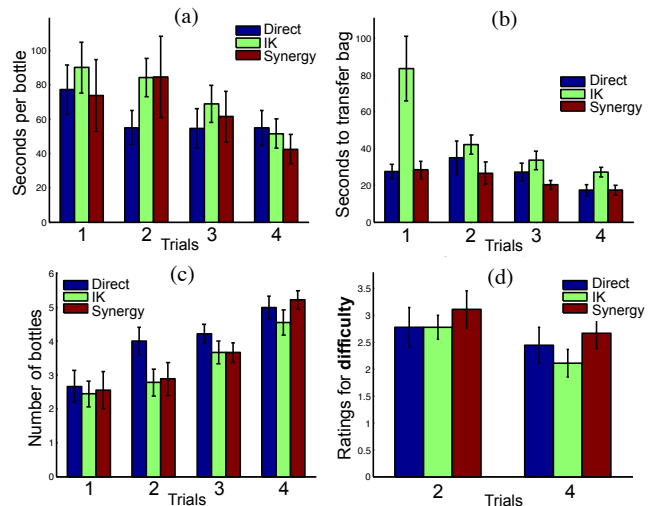 (a)
Direct
IK
Synergy
Seconds per bottle
100
80
60
40
20
0
1 2 3 4
Trials
(b)
Direct
IK
Synergy
Seconds to transfer bag
100
80
60
40
20
0
1 2 3 4
Trials
(c)
Direct
IK
Synergy
Number of bottles
6
5
4
3
2
1
0
1 2 3 4
Trials
(d)
Direct
IK
Synergy
Ratings for difficulty
3.5
3
2.5
2
1.5
1
0.5
0
2 4
Trials